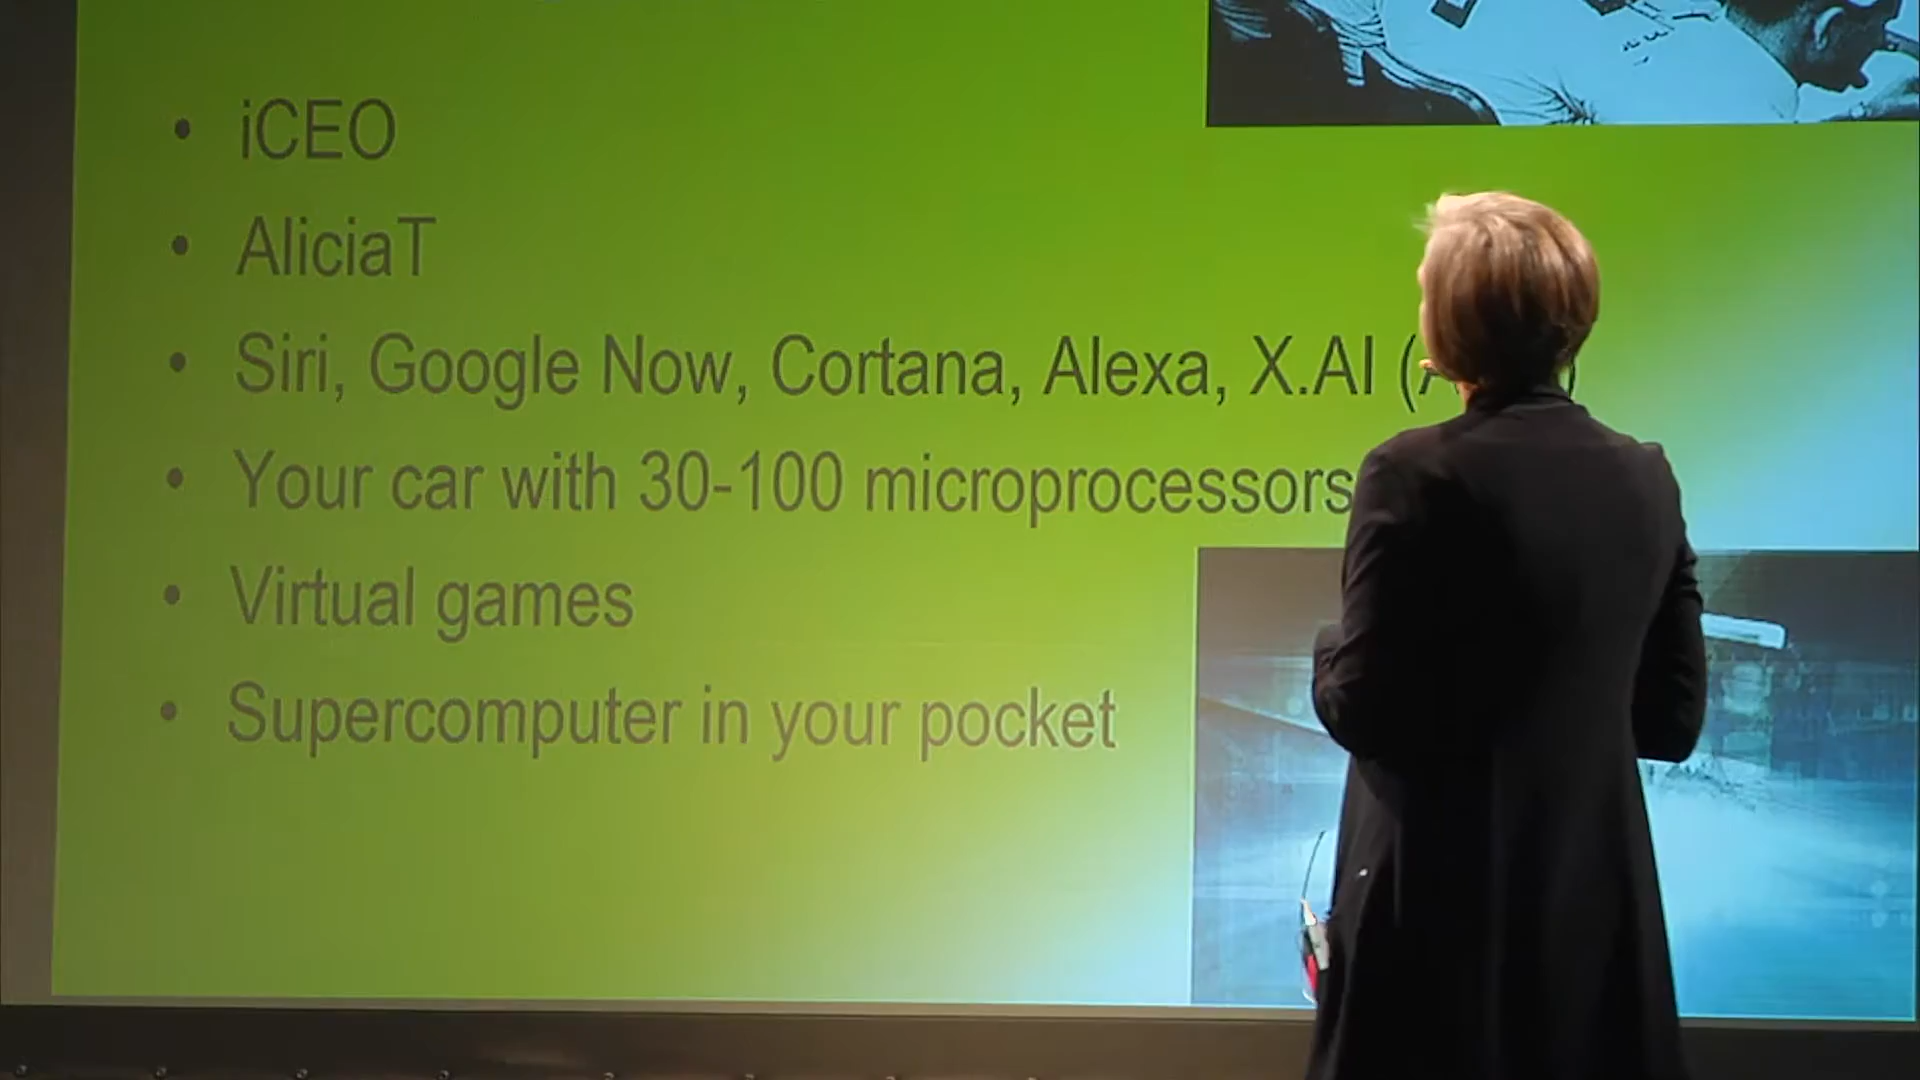 • iCEO
• AliciaT
• Siri, Google Now, Cortana, Alexa, X.AI (
• Your car with 30-100 microprocessors
• Virtual games
• Supercomputer in your pocket